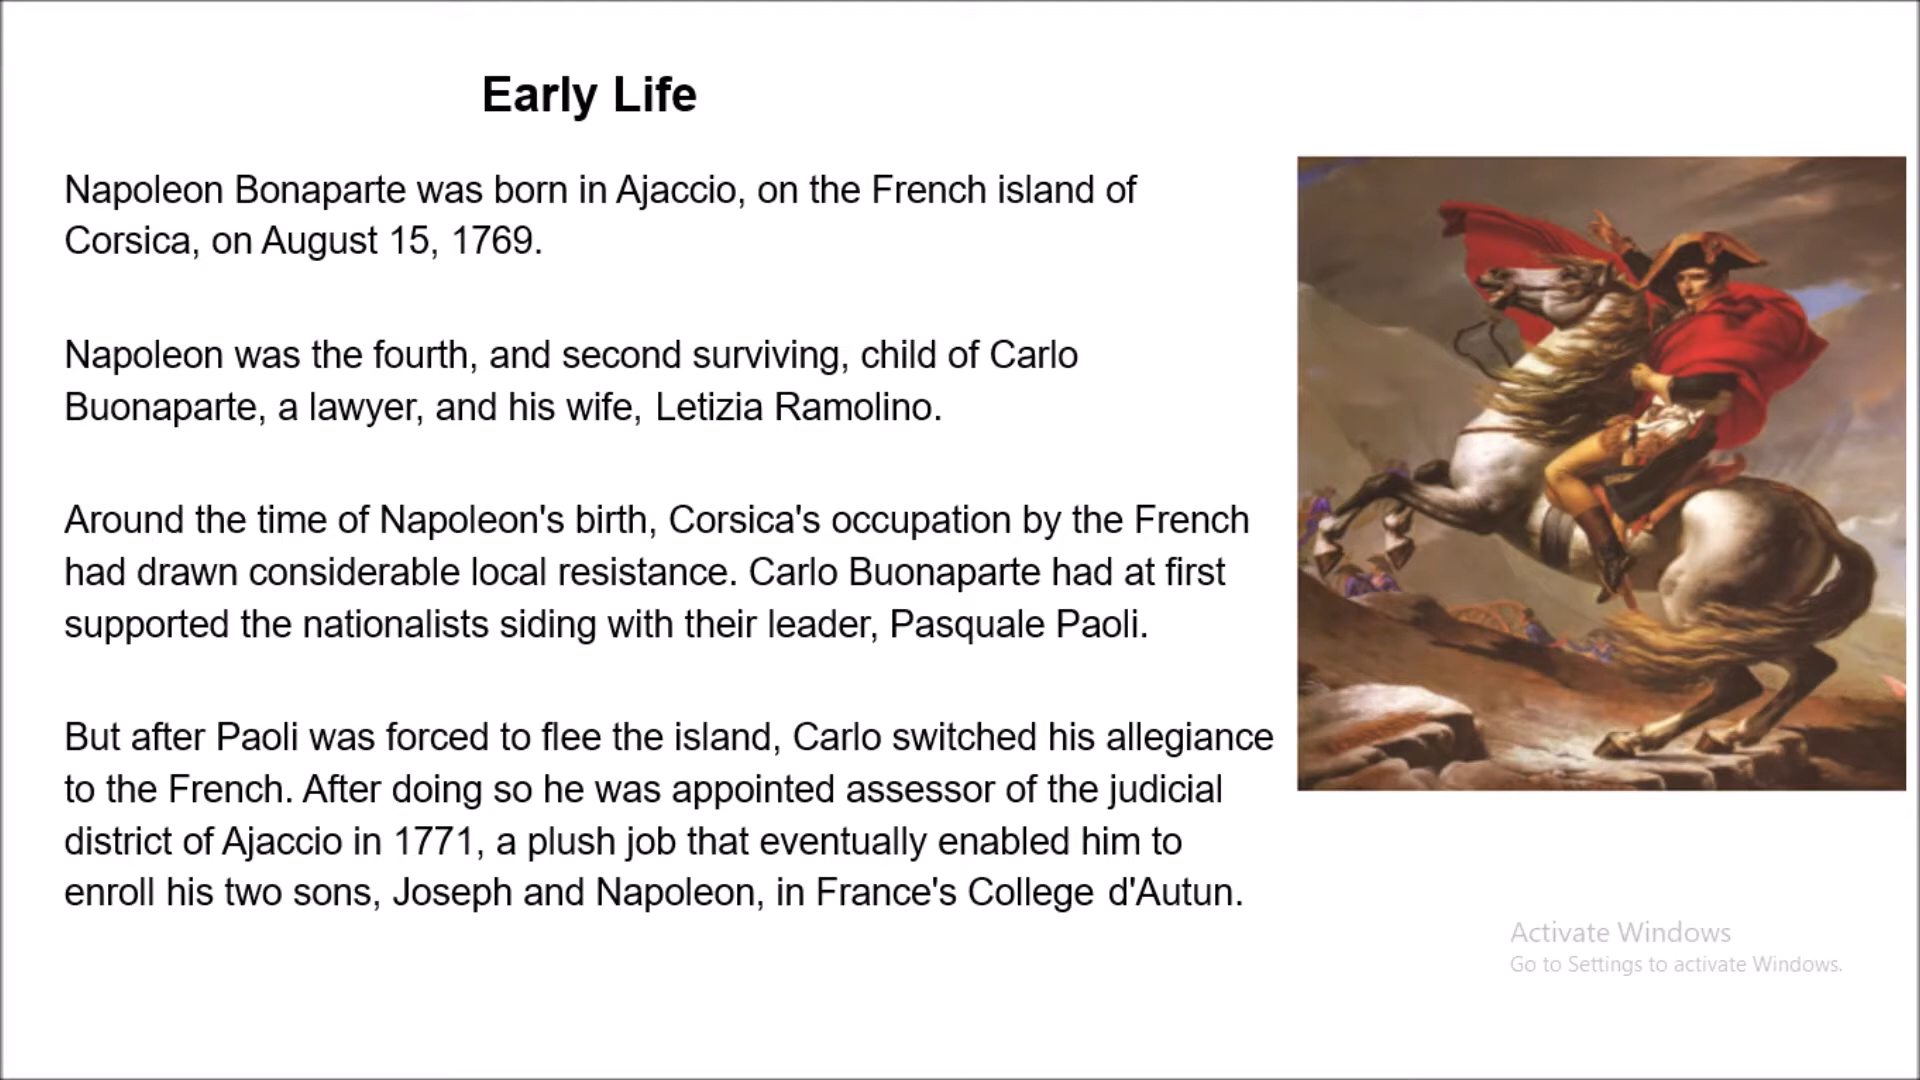 Early Life
Napoleon Bonaparte was born in Ajaccio, on the French island of
Corsica, on August 15, 1769.
Napoleon was the fourth, and second surviving, child of Carlo
Buonaparte, a lawyer, and his wife, Letizia Ramolino.
Around the time of Napoleon's birth, Corsica's occupation by the French
had drawn considerable local resistance. Carlo Buonaparte had at first
supported the nationalists siding with their leader, Pasquale Paoli.
But after Paoli was forced to flee the island, Carlo switched his allegiance
to the French. After doing so he was appointed assessor of the judicial
district of Ajaccio in 1771, a plush job that eventually enabled him to
enroll his two sons, Joseph and Napoleon, in France's College d'Autun.
Activate Windows
Go to Settings to activate Windows.